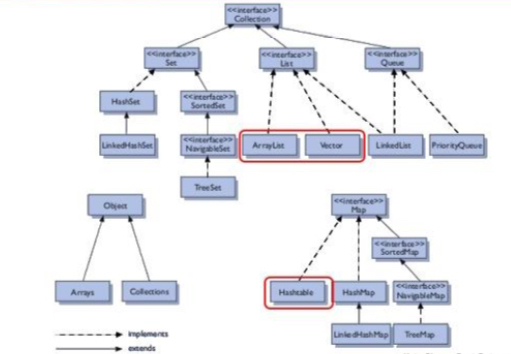 <<interface>>
Collection
<<interface>>
Set
<<interface>>
List
<<interface>>
Queue
HashSet
<<interface>>
SortedSet
LinkedHashSet
<<interface>>
NavigableSet
ArrayList
Vector
LinkedList
PriorityQueue
TreeSet
Object
<<interface>>
Map
<<interface>>
SortedMap
Arrays
Collections
Hashtable
HashMap
<<interface>>
NavigableMap
LinkedHashMap
TreeMap
implements
extends